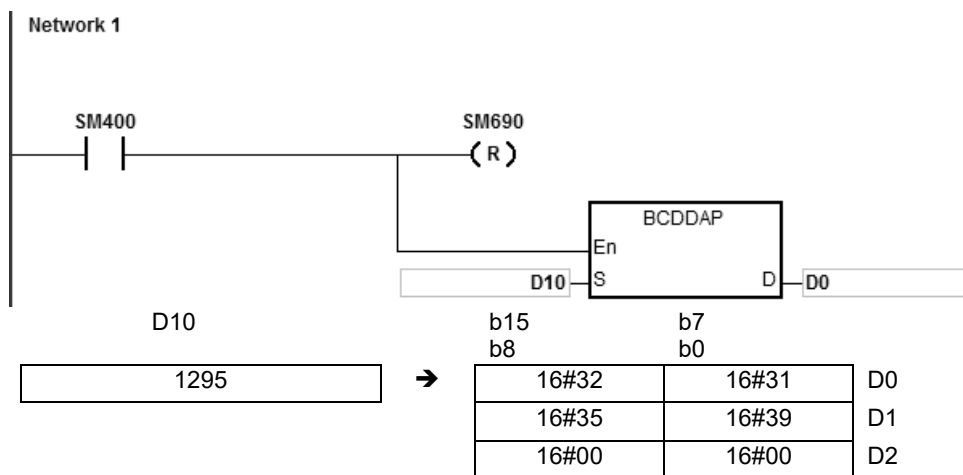 Network 1
SM400 SM690
( R )
BCDDAP
En
D10 S D D0
D10 b15 b7
b8 b0
1295 ➔ 16#32 16#31 D0
16#35 16#39 D1
16#00 16#00 D2